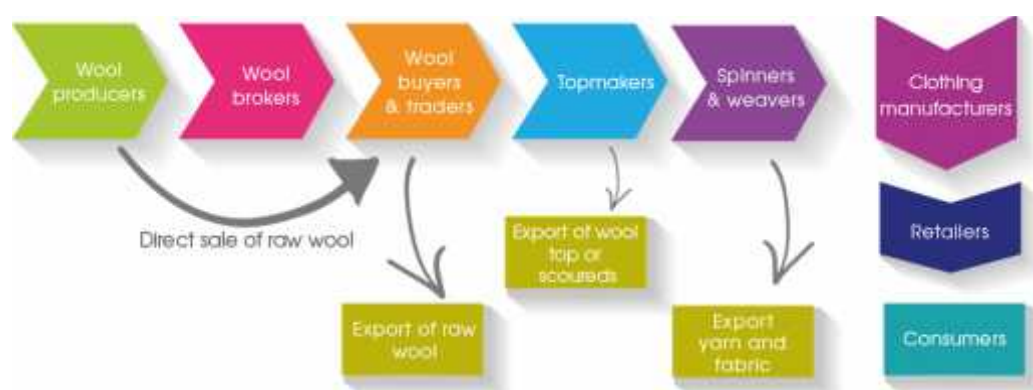 Wool
producers
Wool
brokers
Wool
buyers
& traders
Topmakers
Spinners
& weavers
Clothing
manufacturers
Direct sale of raw wool
Export of wool
top or
scoureds
Retailers
Export of raw
wool
Export
yarn and
fabric
Consumers